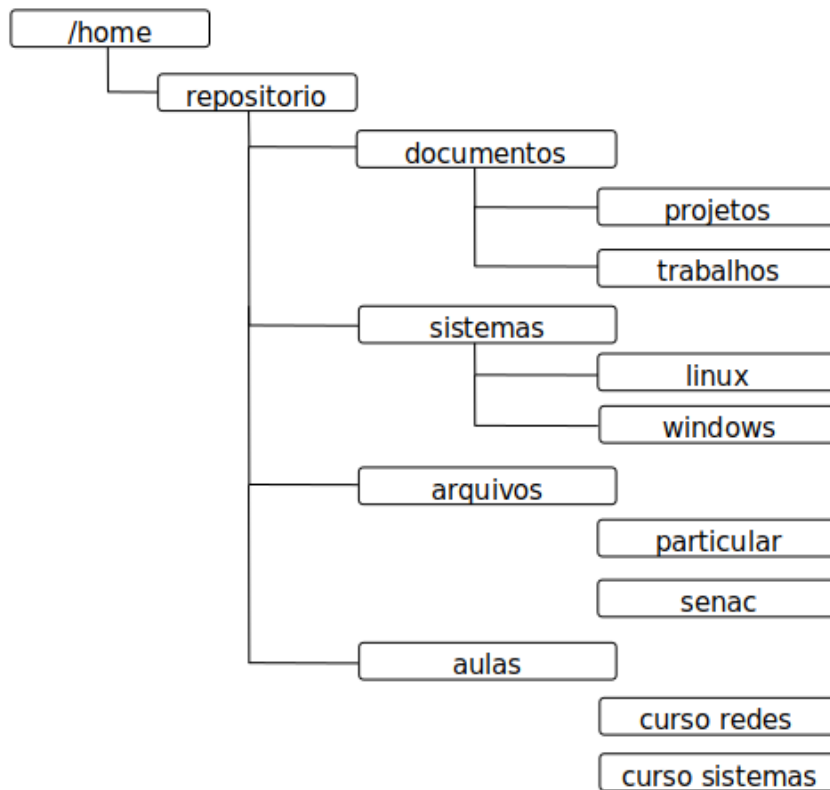 /home
repositorio
documentos
projetos
trabalhos
sistemas
linux
windows
arquivos
particular
senac
aulas
curso redes
curso sistemas